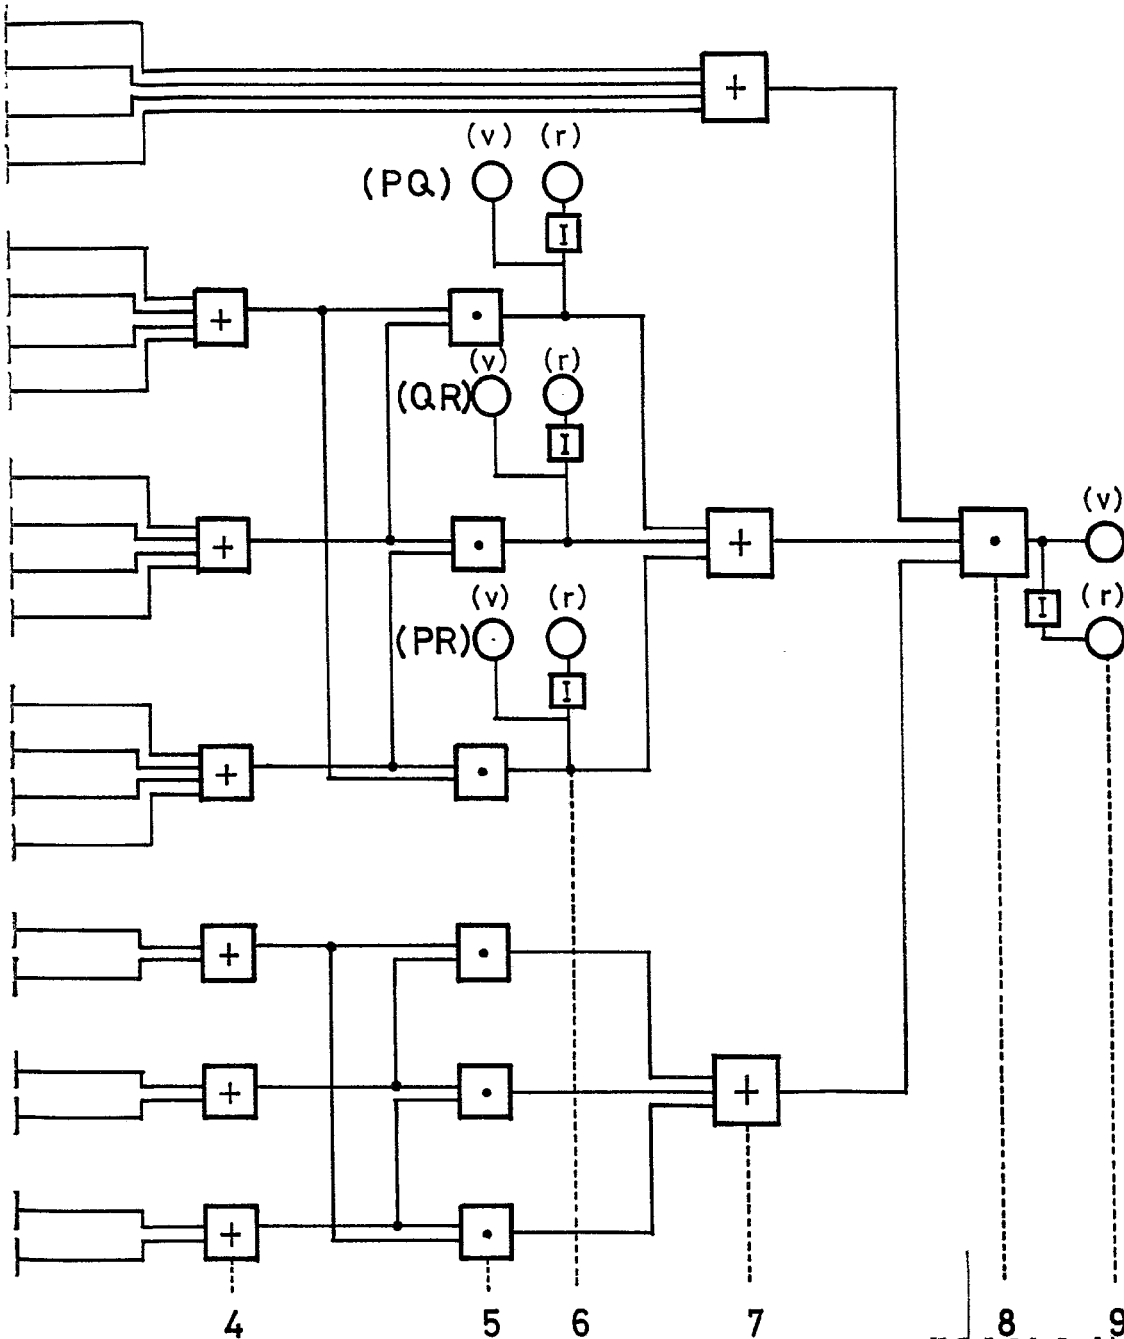 +
(v) (r)
(PQ)
I
+ •
(v) (r)
(QR)
I
(v)
+ • + •
(v) (r)
I (r)
(PR)
I
+ •
+ •
+ • +
+ •
4 5 6 7 8 9